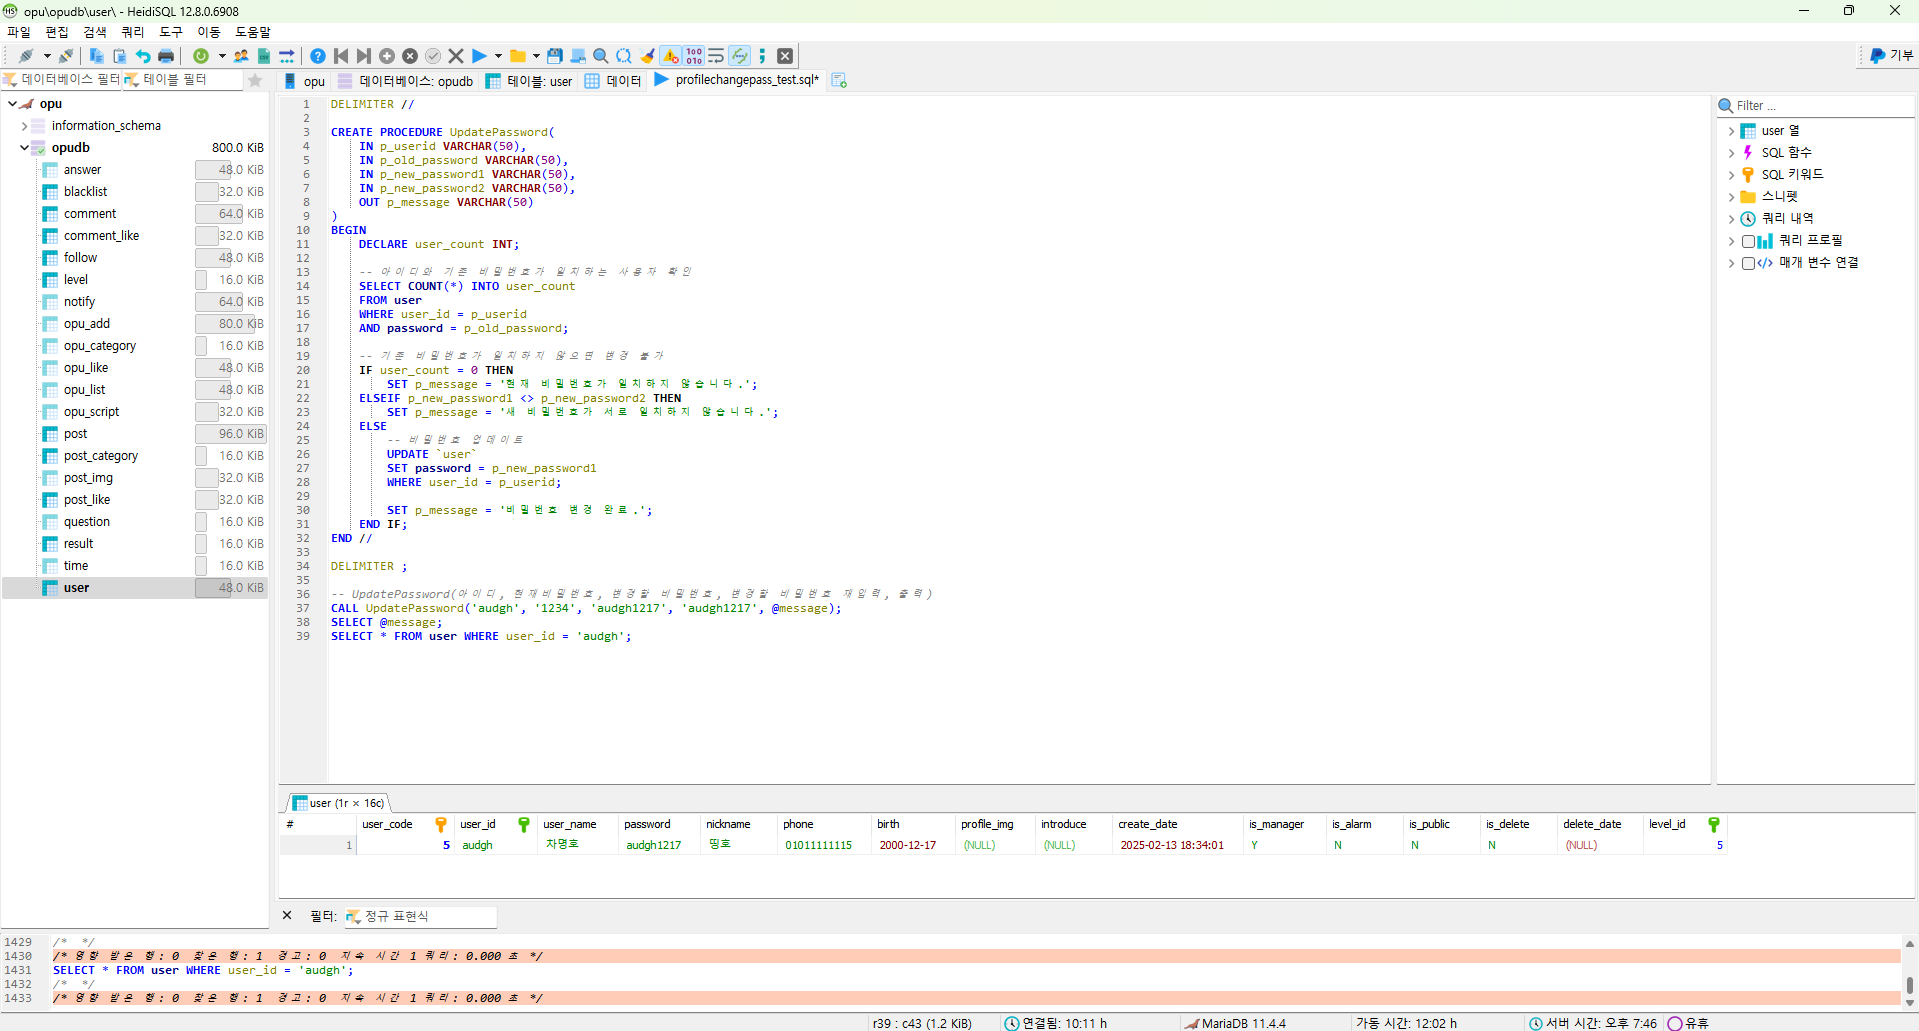 opu\opudb\user\ - HeidiSQL 12.8.0.6908
파일 편집 검색 쿼리 도구 이동 도움말
기부
데이터베이스 필터 테이블 필터
opu 데이터베이스: opudb 테이블: user 데이터 profilechangepass_test.sql*
opu
information_schema
opudb 800.0 KiB
answer 48.0 KiB
blacklist 32.0 KiB
comment 64.0 KiB
comment_like 32.0 KiB
follow 48.0 KiB
level 16.0 KiB
notify 64.0 KiB
opu_add 80.0 KiB
opu_category 16.0 KiB
opu_like 48.0 KiB
opu_list 48.0 KiB
opu_script 32.0 KiB
post 96.0 KiB
post_category 16.0 KiB
post_img 32.0 KiB
post_like 32.0 KiB
question 16.0 KiB
result 16.0 KiB
time 16.0 KiB
user 48.0 KiB
1 DELIMITER //
2
3 CREATE PROCEDURE UpdatePassword(
4 IN p_userid VARCHAR(50),
5 IN p_old_password VARCHAR(50),
6 IN p_new_password1 VARCHAR(50),
7 IN p_new_password2 VARCHAR(50),
8 OUT p_message VARCHAR(50)
9 )
10 BEGIN
11 DECLARE user_count INT;
12
13 -- 아이디와 기존 비밀번호가 일치하는 사용자 확인
14 SELECT COUNT(*) INTO user_count
15 FROM user
16 WHERE user_id = p_userid
17 AND password = p_old_password;
18
19 -- 기존 비밀번호가 일치하지 않으면 변경 불가
20 IF user_count = 0 THEN
21 SET p_message = '현재 비밀번호가 일치하지 않습니다.';
22 ELSEIF p_new_password1 <> p_new_password2 THEN
23 SET p_message = '새 비밀번호가 서로 일치하지 않습니다.';
24 ELSE
25 -- 비밀번호 업데이트
26 UPDATE `user`
27 SET password = p_new_password1
28 WHERE user_id = p_userid;
29
30 SET p_message = '비밀번호 변경 완료.';
31 END IF;
32 END //
33
34 DELIMITER ;
35
36 -- UpdatePassword(아이디, 현재비밀번호, 변경할 비밀번호, 변경할 비밀번호 재입력, 출력)
37 CALL UpdatePassword('audgh', '1234', 'audgh1217', 'audgh1217', @message);
38 SELECT @message;
39 SELECT * FROM user WHERE user_id = 'audgh';
Filter ...
user 열
SQL 함수
SQL 키워드
스니펫
쿼리 내역
쿼리 프로필
매개 변수 연결
user (1r × 16c)
# user_code user_id user_name password nickname phone birth profile_img introduce create_date is_manager is_alarm is_public is_delete delete_date level_id
1 5 audgh 차명호 audgh1217 띵호 01011111115 2000-12-17 (NULL) (NULL) 2025-02-13 18:34:01 Y N N N (NULL) 5
× 필터: 정규 표현식
1429 /* */
1430 /* 영향 받은 행: 0 찾은 행: 1 경고: 0 지속 시간 1 쿼리: 0.000 초 */
1431 SELECT * FROM user WHERE user_id = 'audgh';
1432 /* */
1433 /* 영향 받은 행: 0 찾은 행: 1 경고: 0 지속 시간 1 쿼리: 0.000 초 */
r39 : c43 (1.2 KiB) 연결됨: 10:11 h MariaDB 11.4.4 가동 시간: 12:02 h 서버 시간: 오후 7:46 유휴